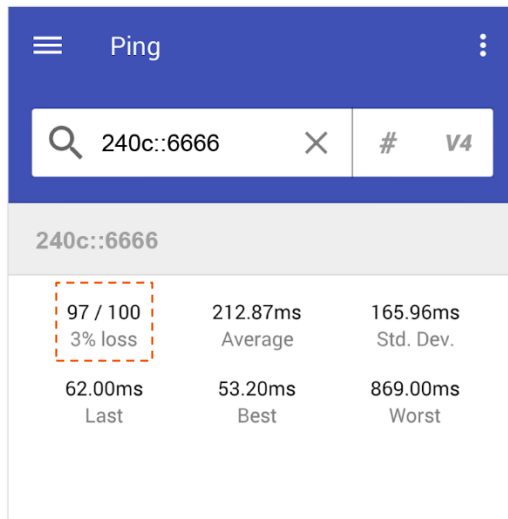 Ping
240c::6666
# V4
240c::6666
97 / 100 212.87ms 165.96ms
3% loss Average Std. Dev.
62.00ms 53.20ms 869.00ms
Last Best Worst